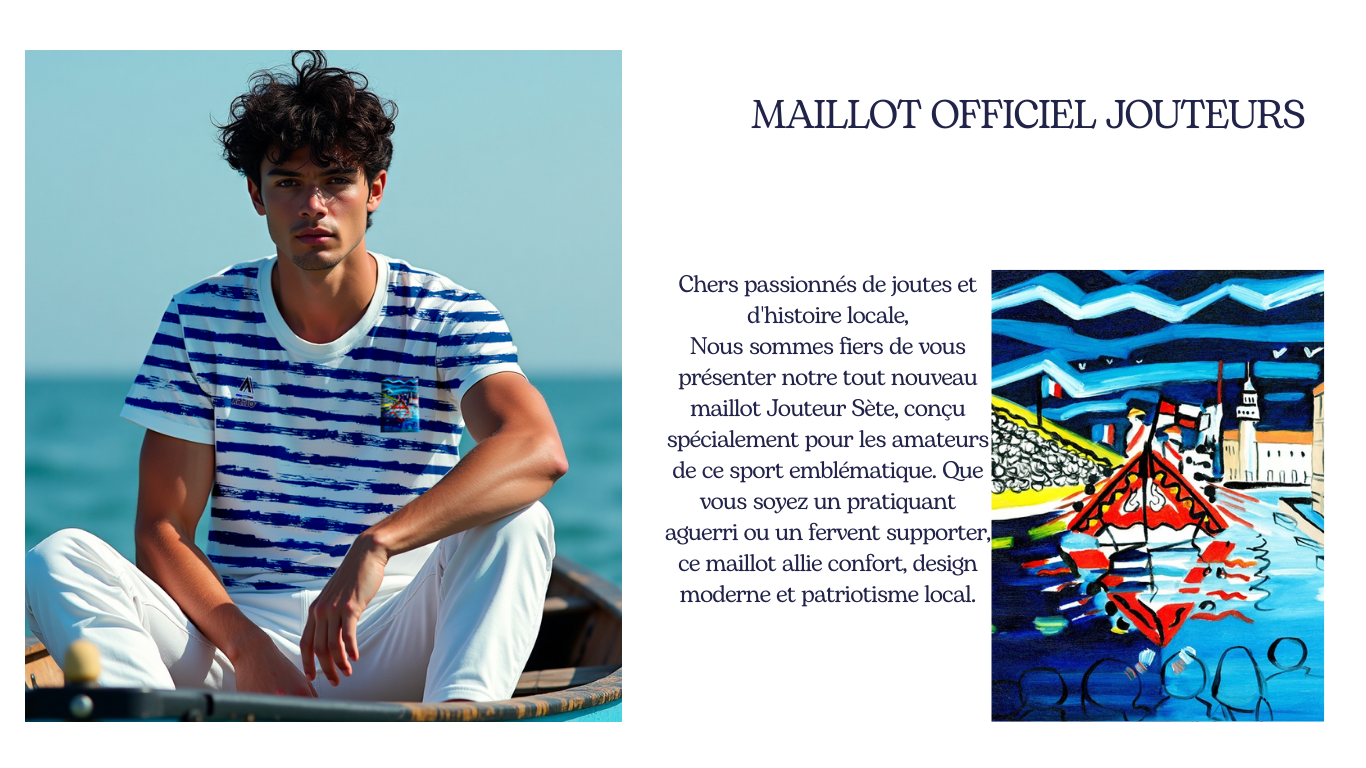 MAILLOT OFFICIEL JOUTEURS
Chers passionnés de joutes et
d'histoire locale,
Nous sommes fiers de vous
présenter notre tout nouveau
maillot Jouteur Sète, conçu
spécialement pour les amateurs
de ce sport emblématique. Que
vous soyez un pratiquant
aguerri ou un fervent supporter,
ce maillot allie confort, design
moderne et patriotisme local.